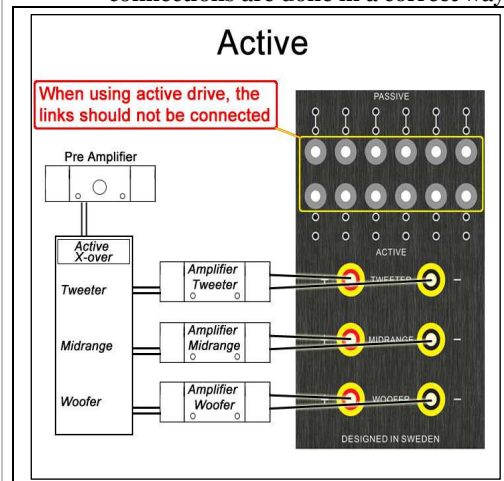 connections are done in a correct way
Active
When using active drive, the
links should not be connected
PASSIVE
Pre Amplifier
Active
X-over
ACTIVE
Tweeter
Amplifier
Tweeter
TWEETER
Midrange
Amplifier
Midrange
MIDRANGE
Woofer
Amplifier
Woofer
WOOFER
DESIGNED IN SWEDEN